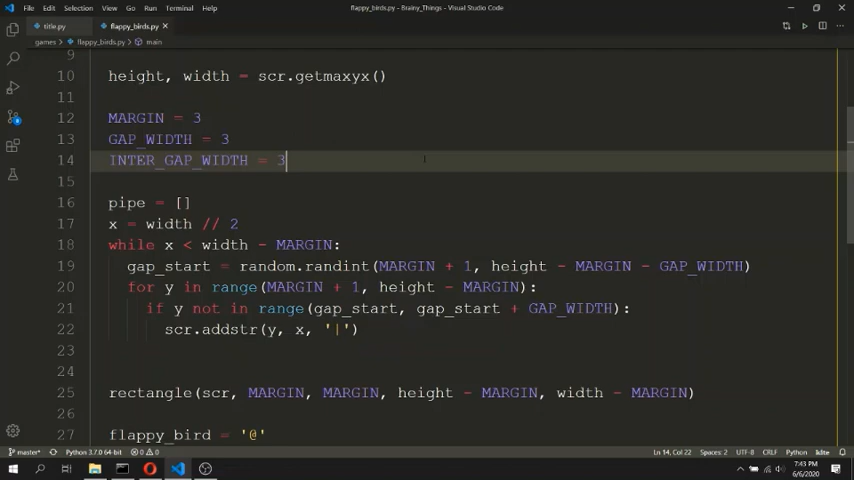 File Edit Selection View Go Run Terminal Help flappy_birds.py - Brainy_Things - Visual Studio Code
title.py flappy_birds.py
games > flappy_birds.py > main
9
10 height, width = scr.getmaxyx()
11
12 MARGIN = 3
13 GAP_WIDTH = 3
14 INTER_GAP_WIDTH = 3
15
16 pipe = []
17 x = width // 2
18 while x < width - MARGIN:
19 gap_start = random.randint(MARGIN + 1, height - MARGIN - GAP_WIDTH)
20 for y in range(MARGIN + 1, height - MARGIN):
21 if y not in range(gap_start, gap_start + GAP_WIDTH):
22 scr.addstr(y, x, '|')
23
24
25 rectangle(scr, MARGIN, MARGIN, height - MARGIN, width - MARGIN)
26
27 flappy_bird = '@'
master* Python 3.7.0 64-bit 0 0 Ln 14, Col 22 Spaces: 2 UTF-8 CRLF Python kite
7:43 PM
6/6/2020